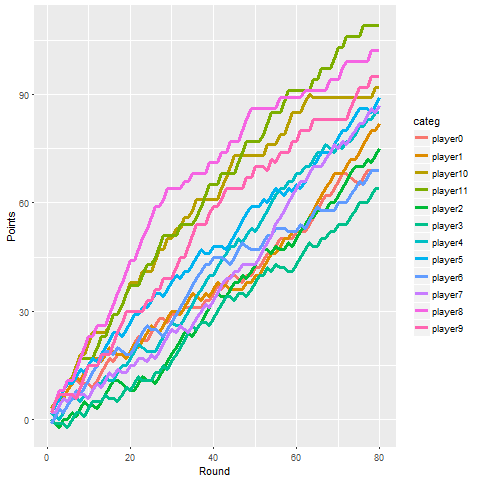 90
60
30
0
Points
0
20
40
60
80
Round
categ
player0
player1
player10
player11
player2
player3
player4
player5
player6
player7
player8
player9